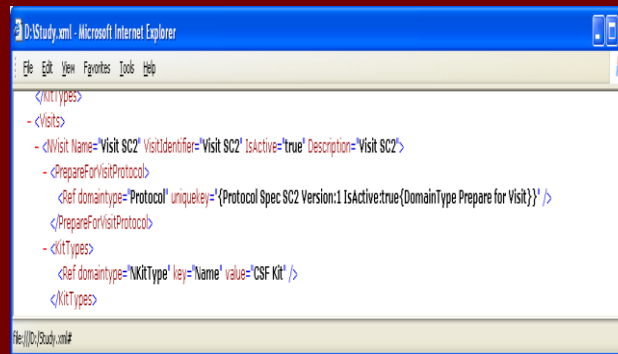 D:\Study.xml - Microsoft Internet Explorer
File Edit View Favorites Tools Help
</KitTypes>
- <Visits>
- <NVisit Name="Visit SC2" VisitIdentifier="Visit SC2" IsActive="true" Description="Visit SC2">
- <PrepareForVisitProtocol>
<Ref domaintype="Protocol" uniquekey="{Protocol Spec SC2 Version:1 IsActive:true{DomainType Prepare for Visit}}" />
</PrepareForVisitProtocol>
- <KitTypes>
<Ref domaintype="NKitType" key="Name" value="CSF Kit" />
</KitTypes>
file:///D:/Study.xml#